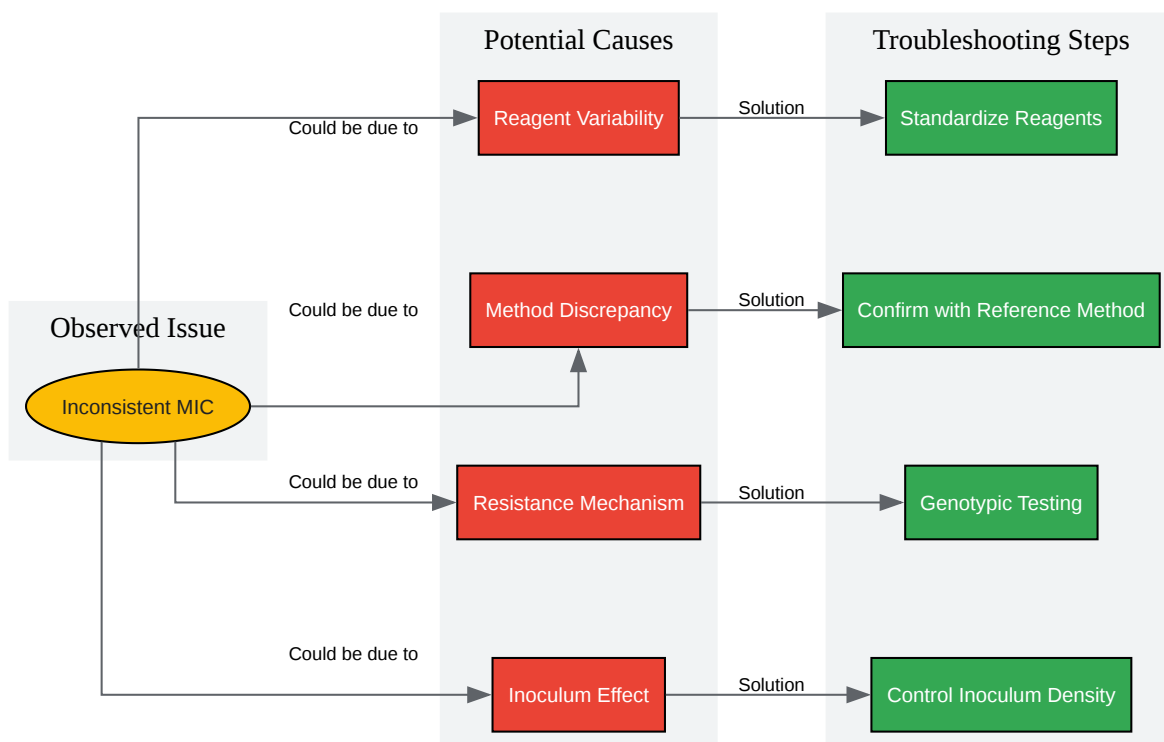 Potential Causes
Troubleshooting Steps
Reagent Variability
Solution
Standardize Reagents
Could be due to
Method Discrepancy
Solution
Confirm with Reference Method
Could be due to
Observed Issue
Inconsistent MIC
Could be due to
Resistance Mechanism
Solution
Genotypic Testing
Could be due to
Inoculum Effect
Solution
Control Inoculum Density